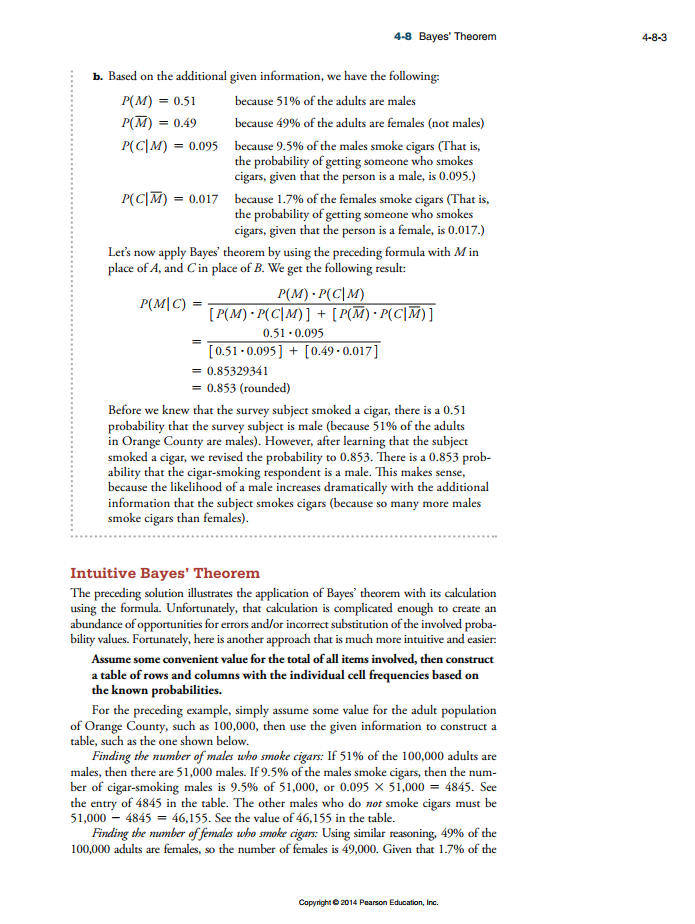 4-8 Bayes' Theorem
4-8-3
b. Based on the additional given information, we have the following:
P(M) = 0.51 because 51% of the adults are males
P(M̅) = 0.49 because 49% of the adults are females (not males)
P(C|M) = 0.095 because 9.5% of the males smoke cigars (That is,
the probability of getting someone who smokes
cigars, given that the person is a male, is 0.095.)
P(C|M̅) = 0.017 because 1.7% of the females smoke cigars (That is,
the probability of getting someone who smokes
cigars, given that the person is a female, is 0.017.)
Let's now apply Bayes' theorem by using the preceding formula with M in
place of A, and C in place of B. We get the following result:
P(M) · P(C|M)
P(M|C) =
[P(M) · P(C|M)] + [P(M̅) · P(C|M̅)]
0.51 · 0.095
=
[0.51 · 0.095] + [0.49 · 0.017]
= 0.85329341
= 0.853 (rounded)
Before we knew that the survey subject smoked a cigar, there is a 0.51
probability that the survey subject is male (because 51% of the adults
in Orange County are males). However, after learning that the subject
smoked a cigar, we revised the probability to 0.853. There is a 0.853 prob-
ability that the cigar-smoking respondent is a male. This makes sense,
because the likelihood of a male increases dramatically with the additional
information that the subject smokes cigars (because so many more males
smoke cigars than females).
Intuitive Bayes' Theorem
The preceding solution illustrates the application of Bayes' theorem with its calculation
using the formula. Unfortunately, that calculation is complicated enough to create an
abundance of opportunities for errors and/or incorrect substitution of the involved proba-
bility values. Fortunately, here is another approach that is much more intuitive and easier:
Assume some convenient value for the total of all items involved, then construct
a table of rows and columns with the individual cell frequencies based on
the known probabilities.
For the preceding example, simply assume some value for the adult population
of Orange County, such as 100,000, then use the given information to construct a
table, such as the one shown below.
Finding the number of males who smoke cigars: If 51% of the 100,000 adults are
males, then there are 51,000 males. If 9.5% of the males smoke cigars, then the num-
ber of cigar-smoking males is 9.5% of 51,000, or 0.095 × 51,000 = 4845. See
the entry of 4845 in the table. The other males who do not smoke cigars must be
51,000 − 4845 = 46,155. See the value of 46,155 in the table.
Finding the number of females who smoke cigars: Using similar reasoning, 49% of the
100,000 adults are females, so the number of females is 49,000. Given that 1.7% of the
Copyright © 2014 Pearson Education, Inc.